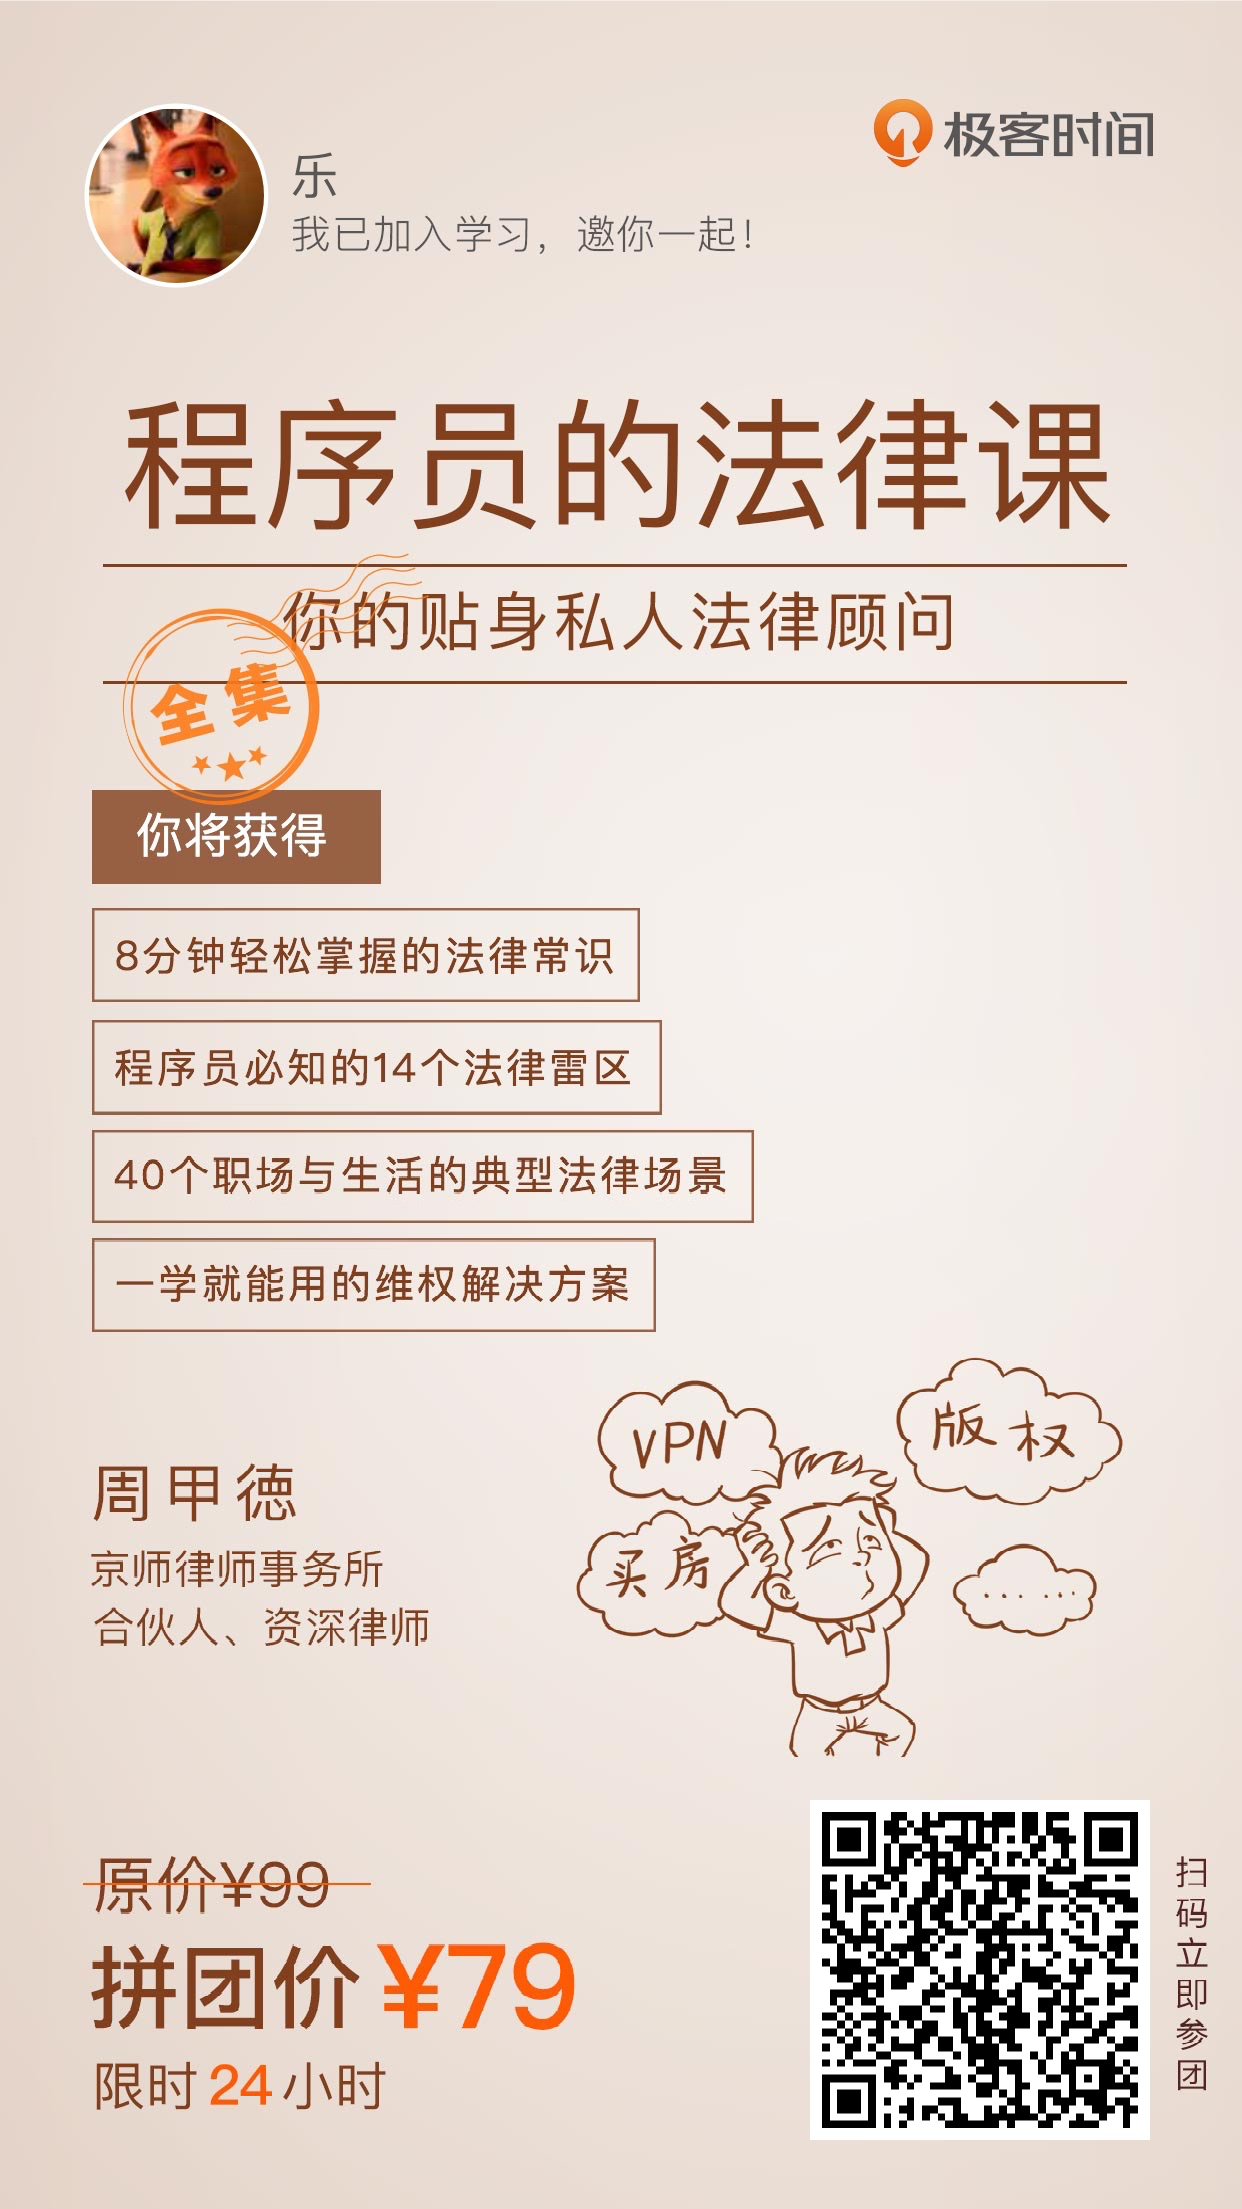 极客时间
乐
我已加入学习，邀你一起！
程序员的法律课
你的贴身私人法律顾问
全集
你将获得
8分钟轻松掌握的法律常识
程序员必知的14个法律雷区
40个职场与生活的典型法律场景
一学就能用的维权解决方案
VPN
版权
买房
……
周甲徳
京师律师事务所
合伙人、资深律师
原价¥99
拼团价¥79
限时24小时
扫码立即参团